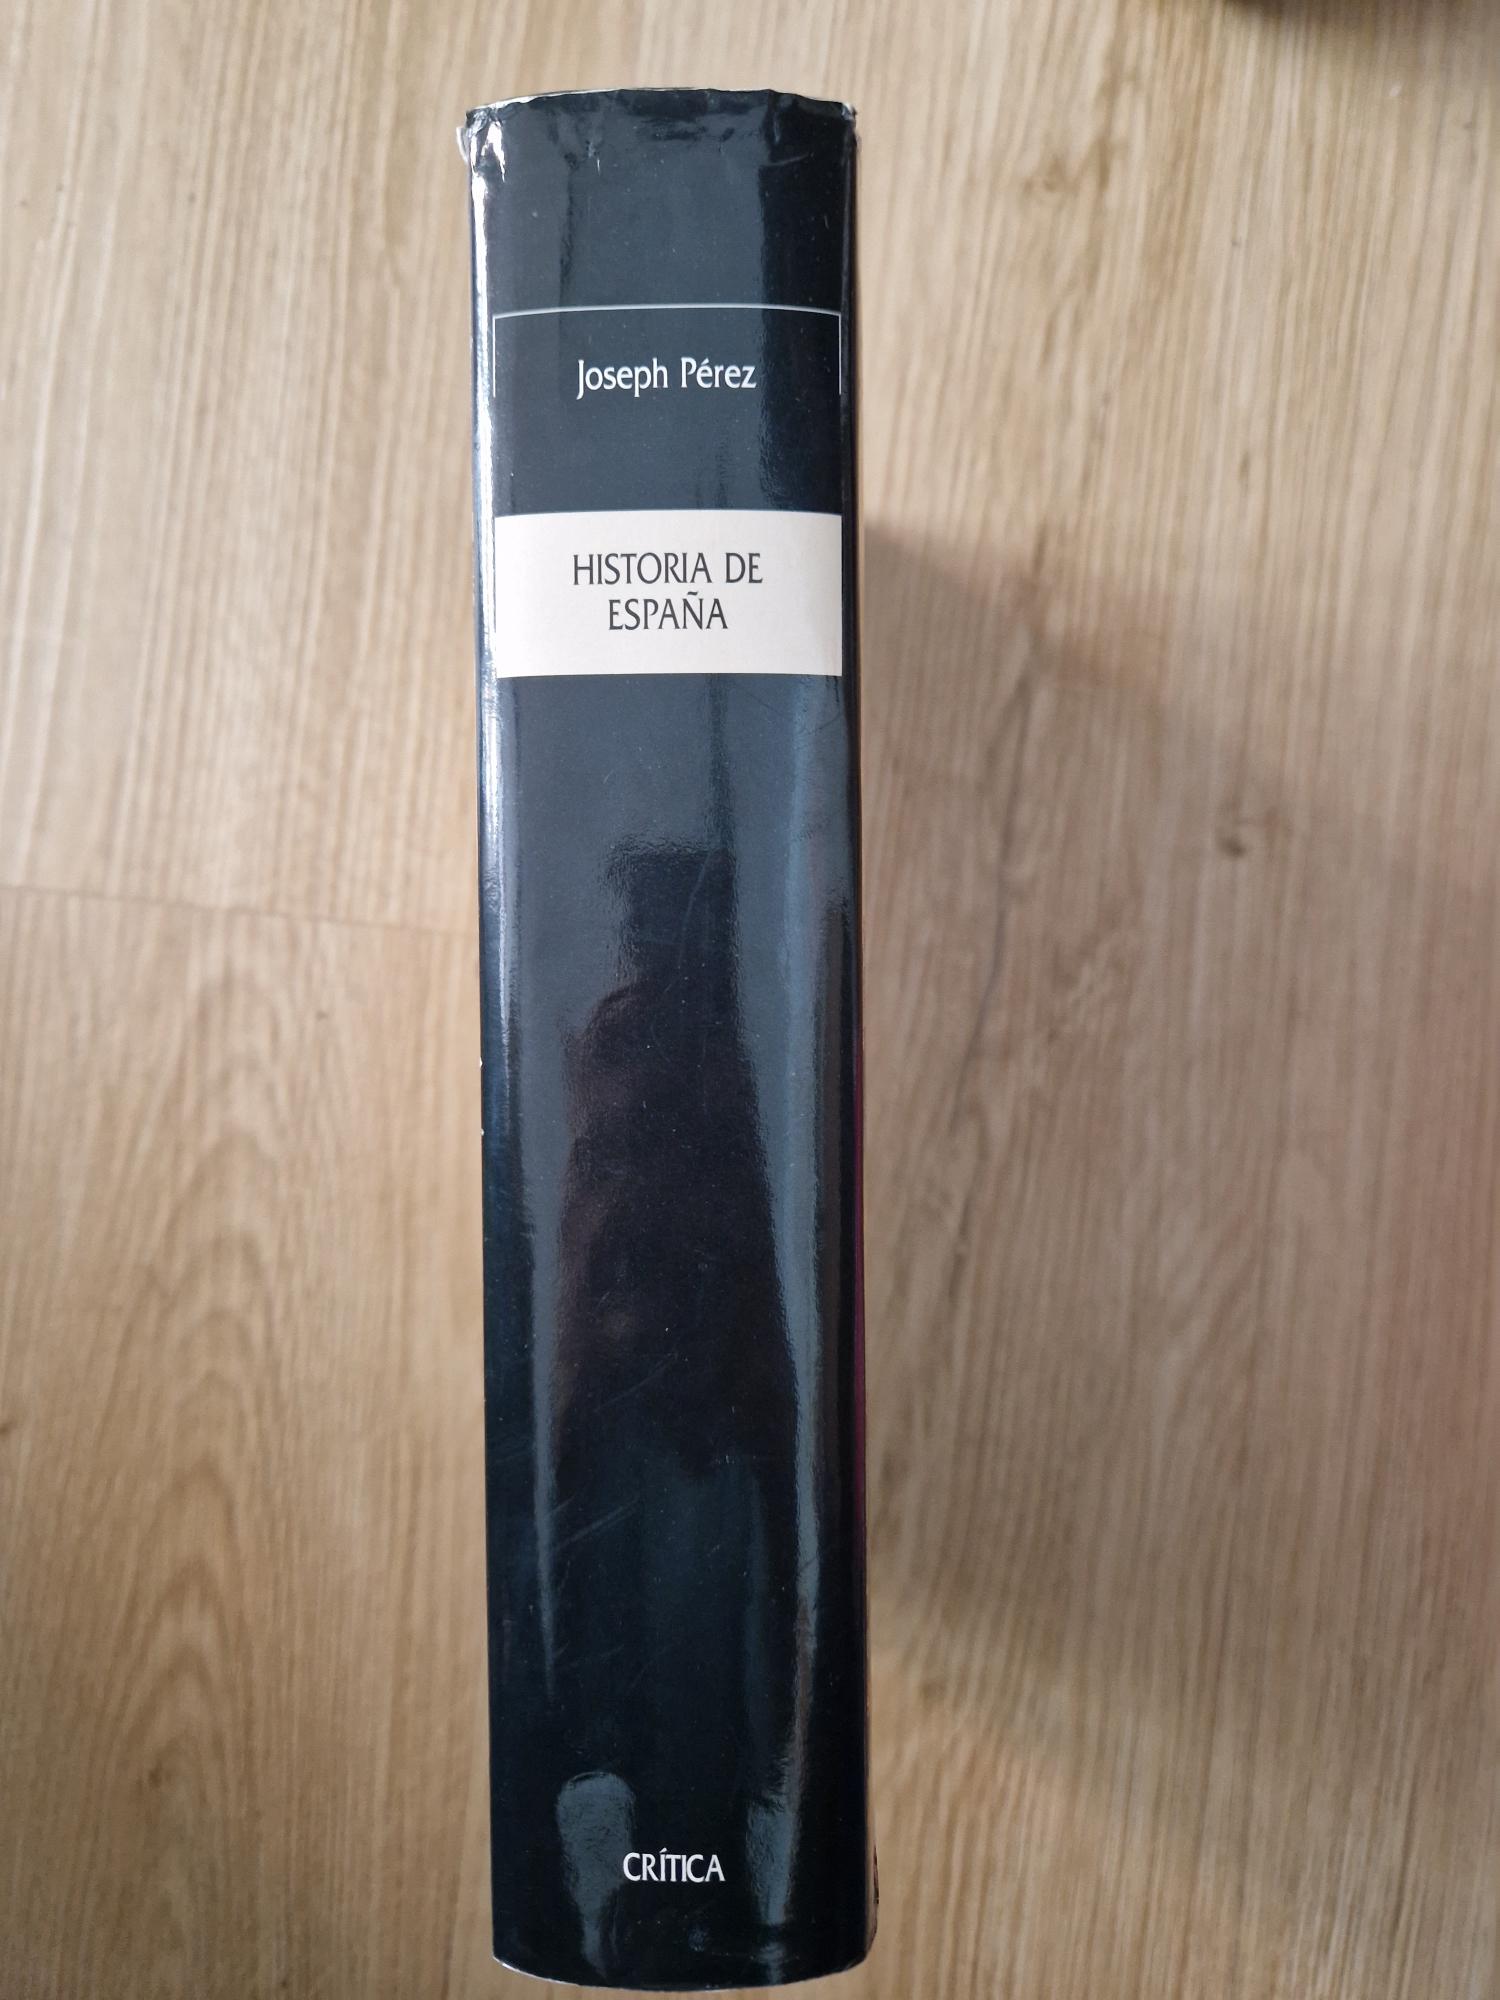 Joseph Pérez
HISTORIA DE
ESPAÑA
CRÍTICA